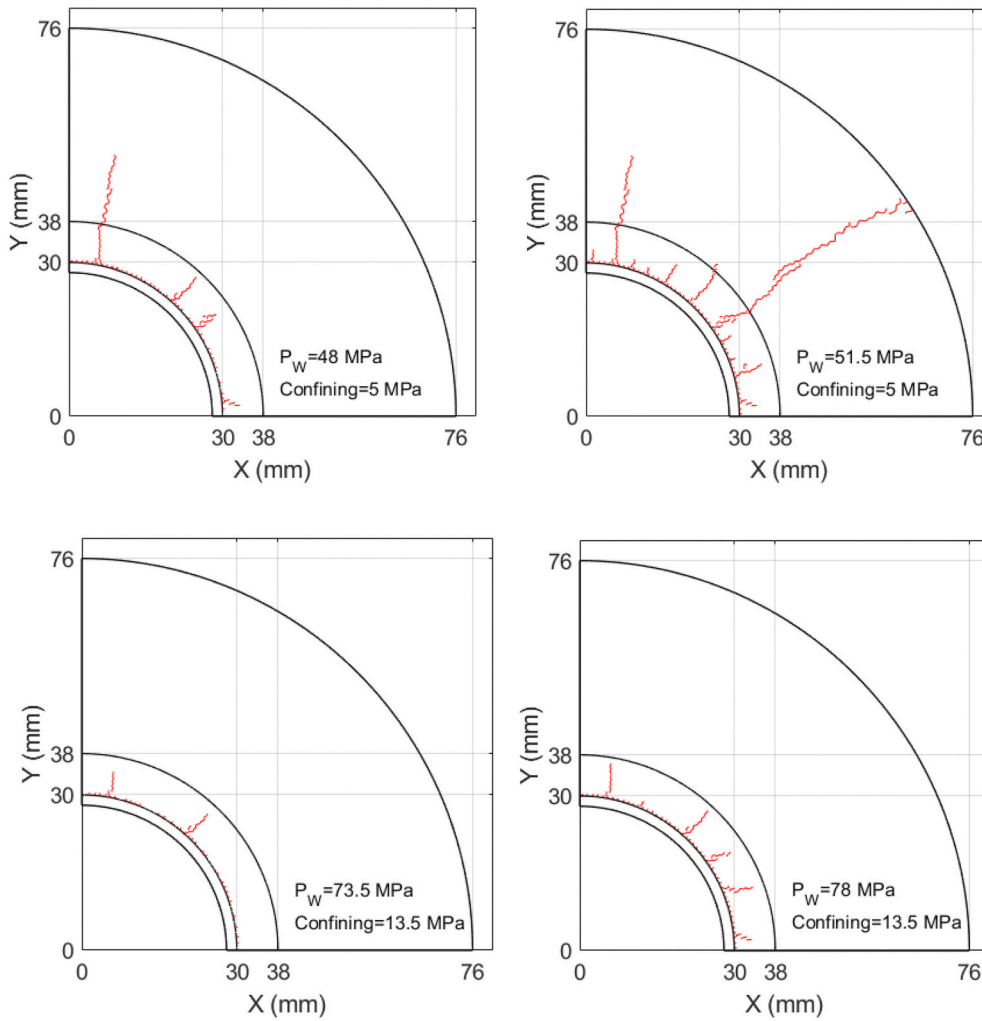 76
38
30
0
Y (mm)
P_W=48 MPa
Confining=5 MPa
0 30 38 76
X (mm)
76
38
30
0
Y (mm)
P_W=51.5 MPa
Confining=5 MPa
0 30 38 76
X (mm)
76
38
30
0
Y (mm)
P_W=73.5 MPa
Confining=13.5 MPa
0 30 38 76
X (mm)
76
38
30
0
Y (mm)
P_W=78 MPa
Confining=13.5 MPa
0 30 38 76
X (mm)